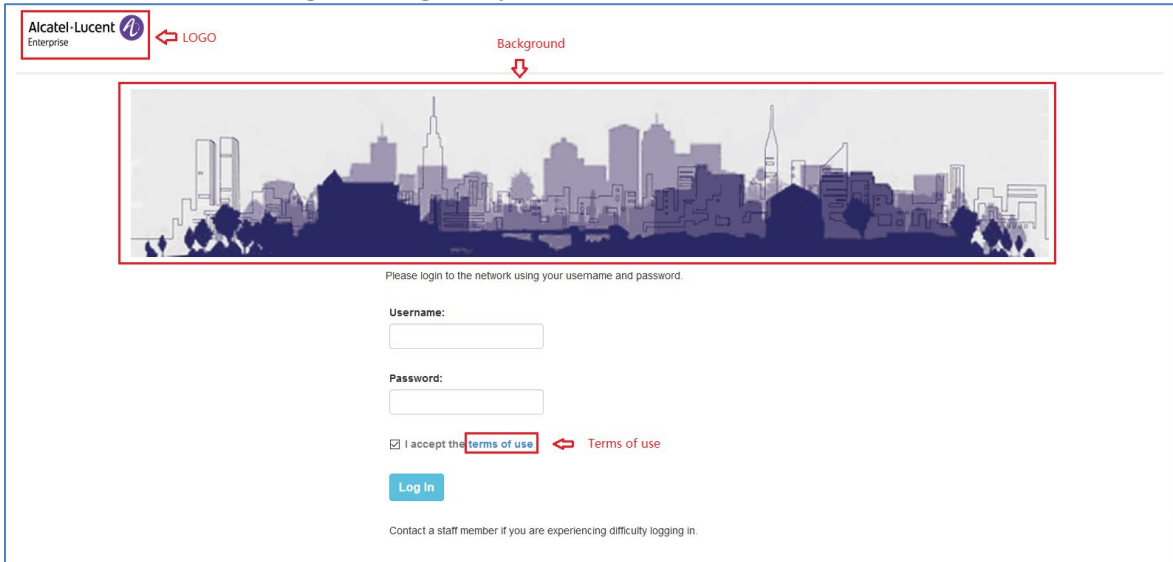 Alcatel·Lucent
Enterprise
LOGO
Background
Please login to the network using your username and password.
Username:
Password:
I accept the terms of use.
Terms of use
Log In
Contact a staff member if you are experiencing difficulty logging in.